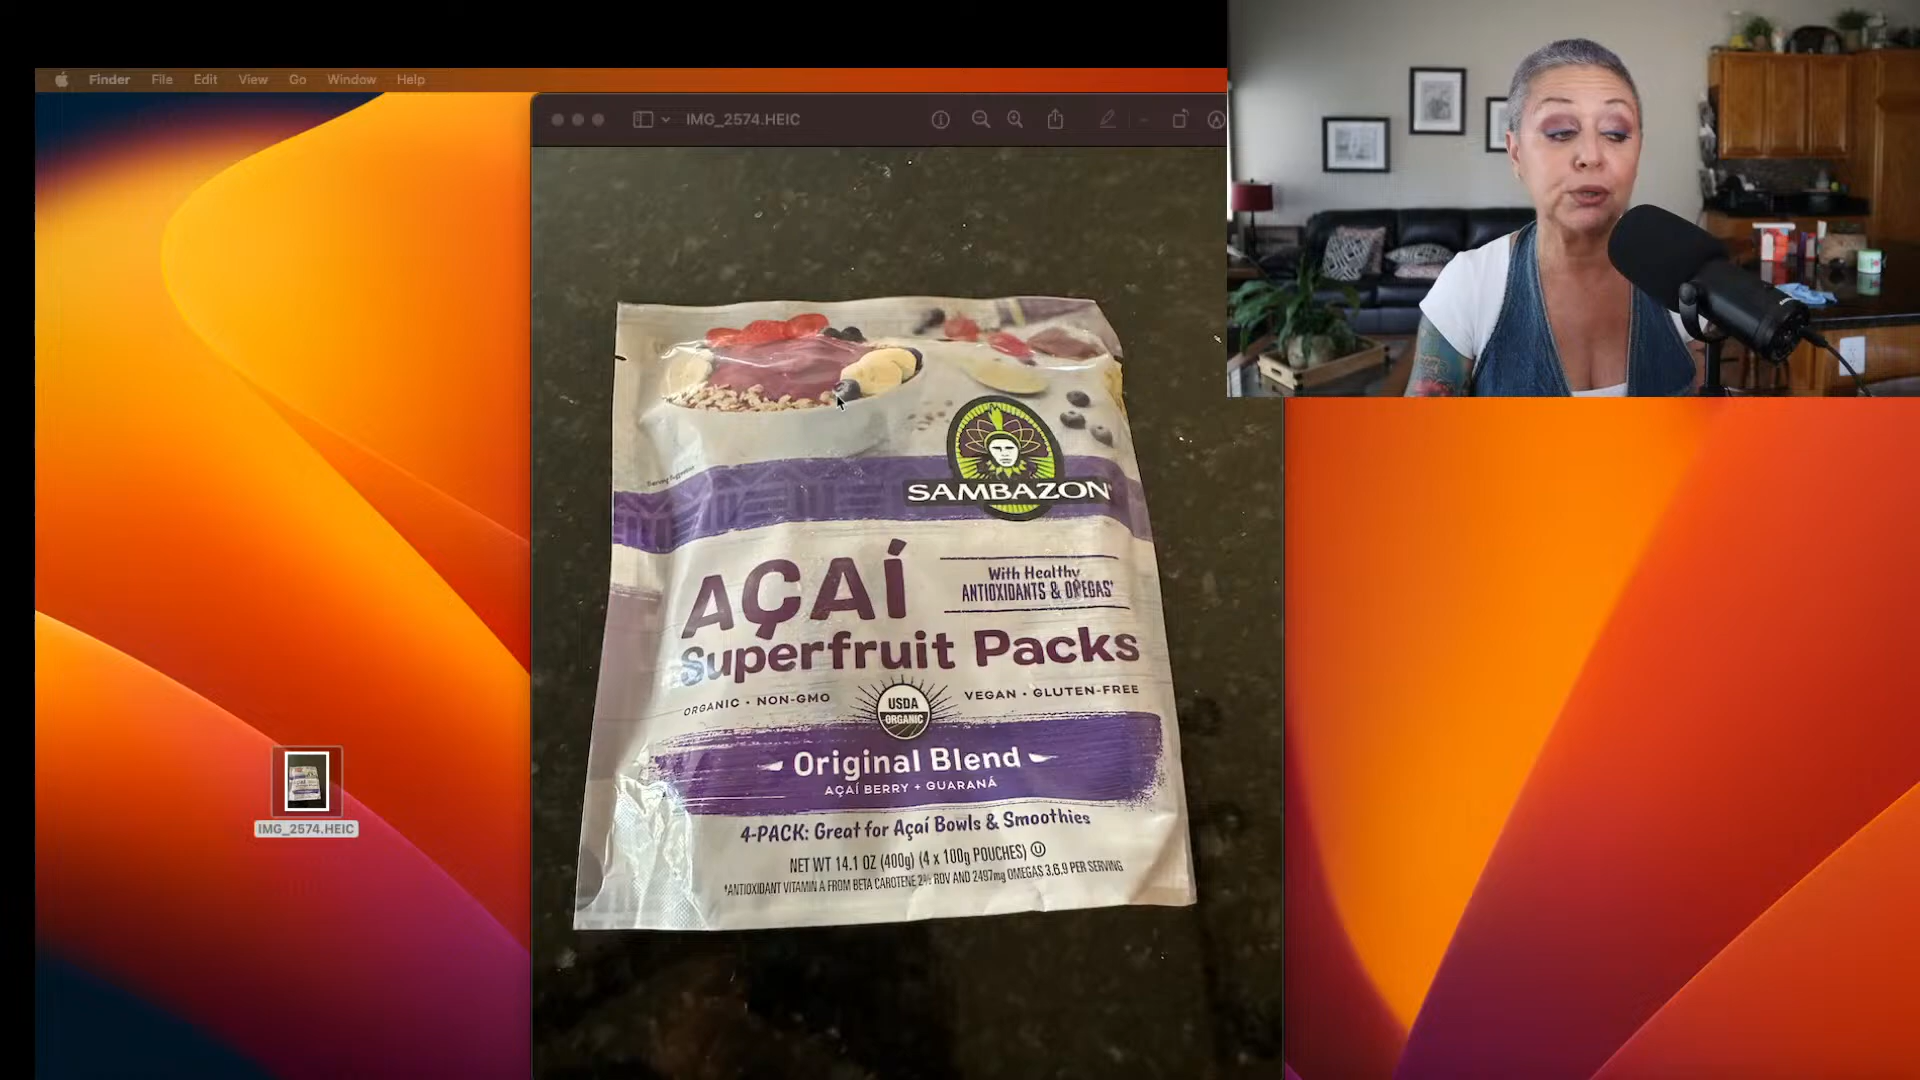 Finder File Edit View Go Window Help
IMG_2574.HEIC
SAMBAZON
AÇAÍ
With Healthy
ANTIOXIDANTS & OMEGAS*
Superfruit Packs
ORGANIC • NON-GMO
USDA
ORGANIC
VEGAN • GLUTEN-FREE
Original Blend
AÇAÍ BERRY + GUARANÁ
4-PACK: Great for Açaí Bowls & Smoothies
NET WT 14.1 OZ (400g) (4 x 100g POUCHES) U
*ANTIOXIDANT VITAMIN A FROM BETA CAROTENE 2% RDV AND 2497mg OMEGAS 3,6,9 PER SERVING
IMG_2574.HEIC